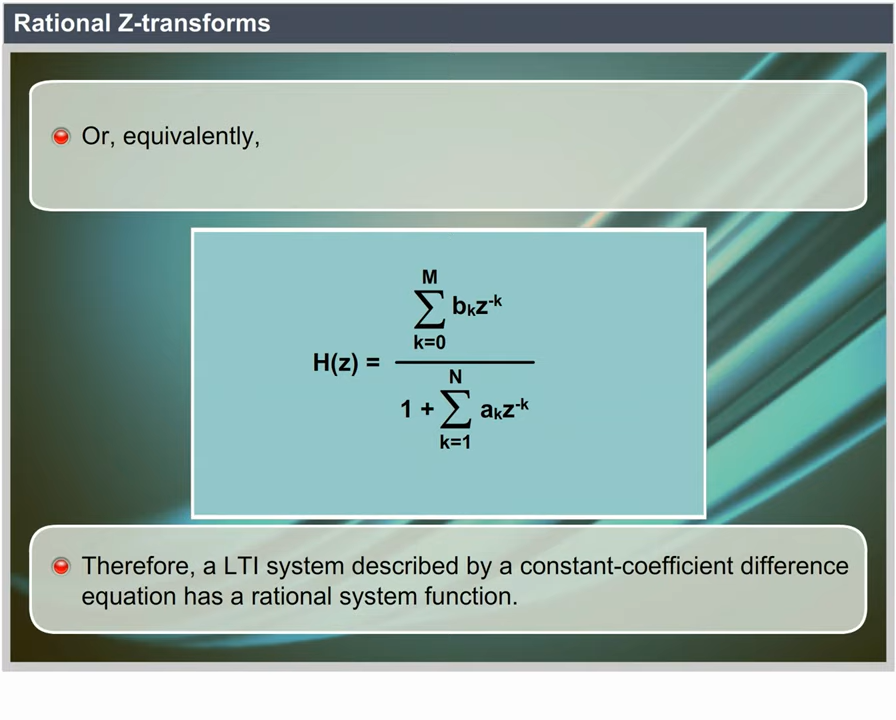 Rational Z-transforms
Or, equivalently,
M
∑ bₖz⁻ᵏ
k=0
H(z) =
N
1 + ∑ aₖz⁻ᵏ
k=1
Therefore, a LTI system described by a constant-coefficient difference
equation has a rational system function.